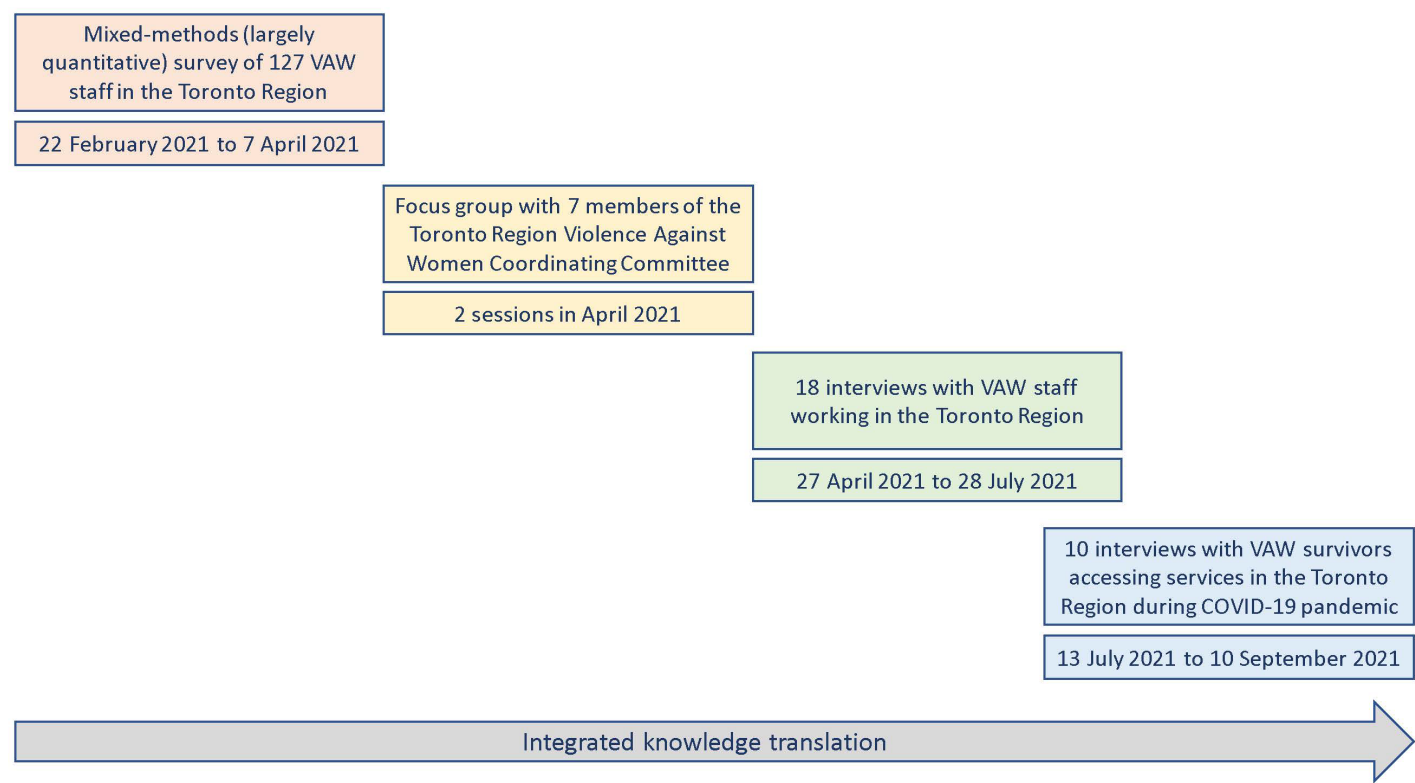 Mixed-methods (largely
quantitative) survey of 127 VAW
staff in the Toronto Region
22 February 2021 to 7 April 2021
Focus group with 7 members of the
Toronto Region Violence Against
Women Coordinating Committee
2 sessions in April 2021
18 interviews with VAW staff
working in the Toronto Region
27 April 2021 to 28 July 2021
10 interviews with VAW survivors
accessing services in the Toronto
Region during COVID-19 pandemic
13 July 2021 to 10 September 2021
Integrated knowledge translation